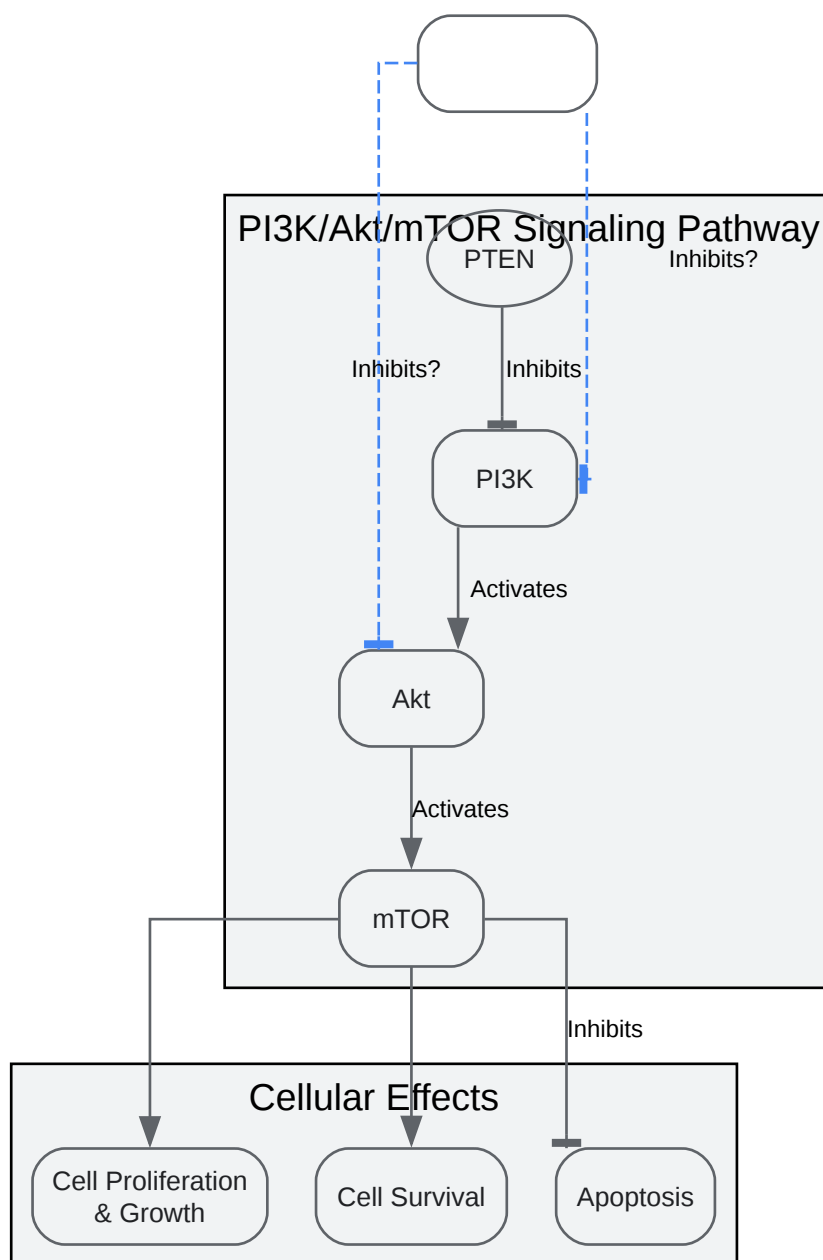 PI3K/Akt/mTOR Signaling Pathway
PTEN
Inhibits?
Inhibits?
Inhibits
PI3K
Activates
Akt
Activates
mTOR
Inhibits
Cellular Effects
Cell Proliferation
& Growth
Cell Survival
Apoptosis